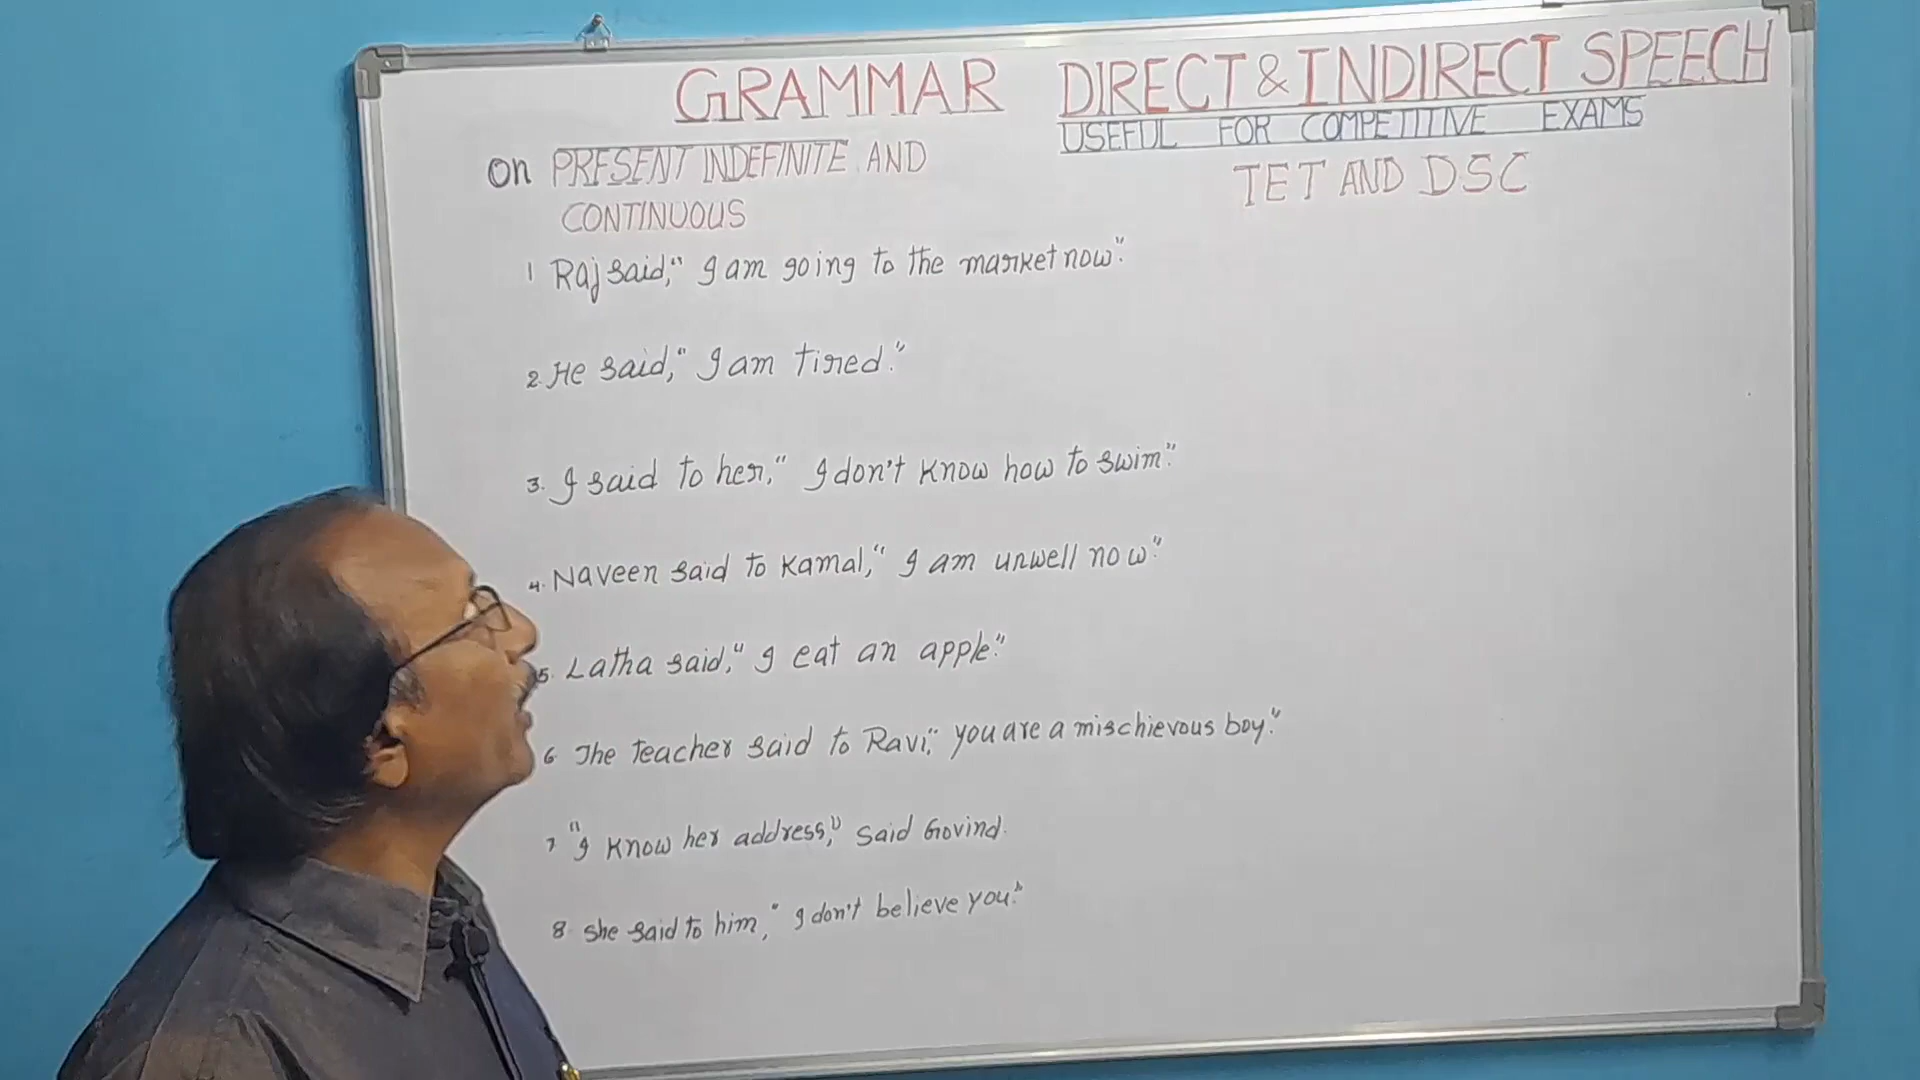 GRAMMAR DIRECT & INDIRECT SPEECH
USEFUL FOR COMPETITIVE EXAMS
On PRESENT INDEFINITE AND
TET AND DSC
CONTINUOUS
1 Raj said, "I am going to the market now."
2. He said, "I am tired."
3. I said to her, "I don't know how to swim."
4. Naveen said to Kamal, "I am unwell now."
5. Latha said, "I eat an apple."
6 The teacher said to Ravi, "you are a mischievous boy."
7 "I know her address," said Govind.
8. She said to him, "I don't believe you."